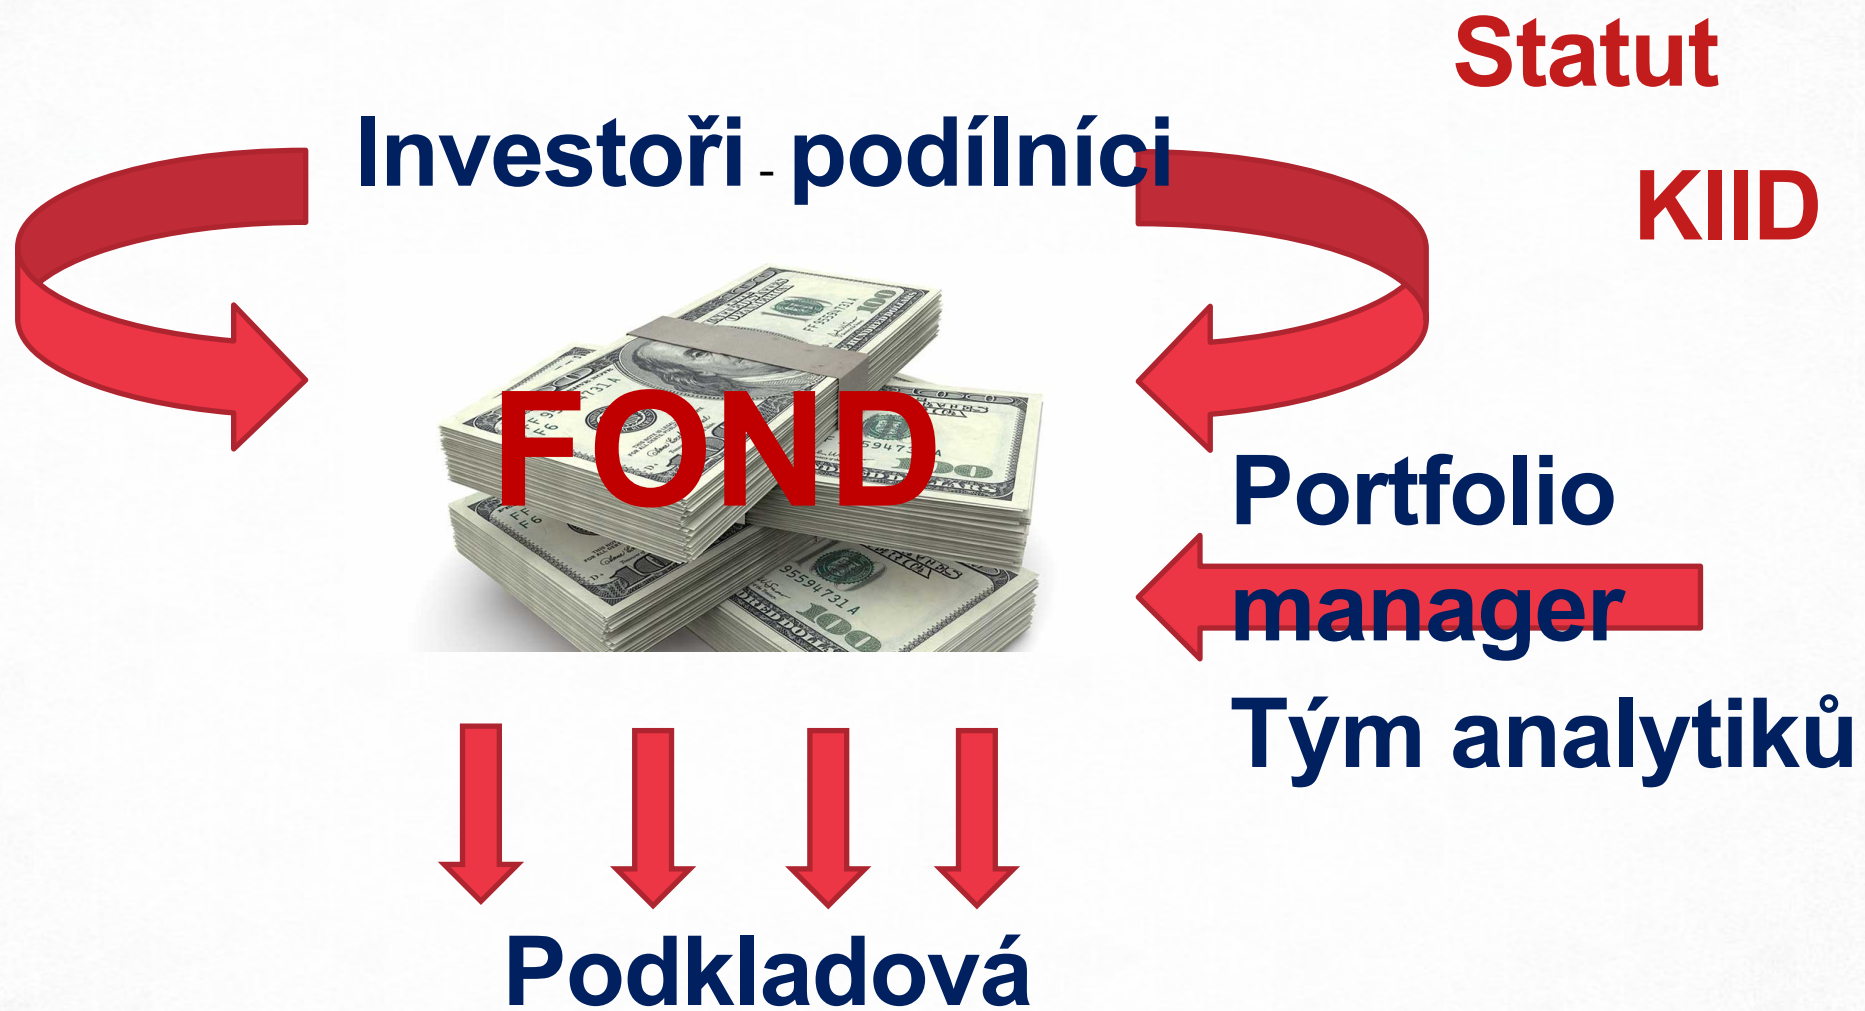 Statut
Investoři - podílníci
KIID
FOND
Portfolio
manager
Tým analytiků
Podkladová